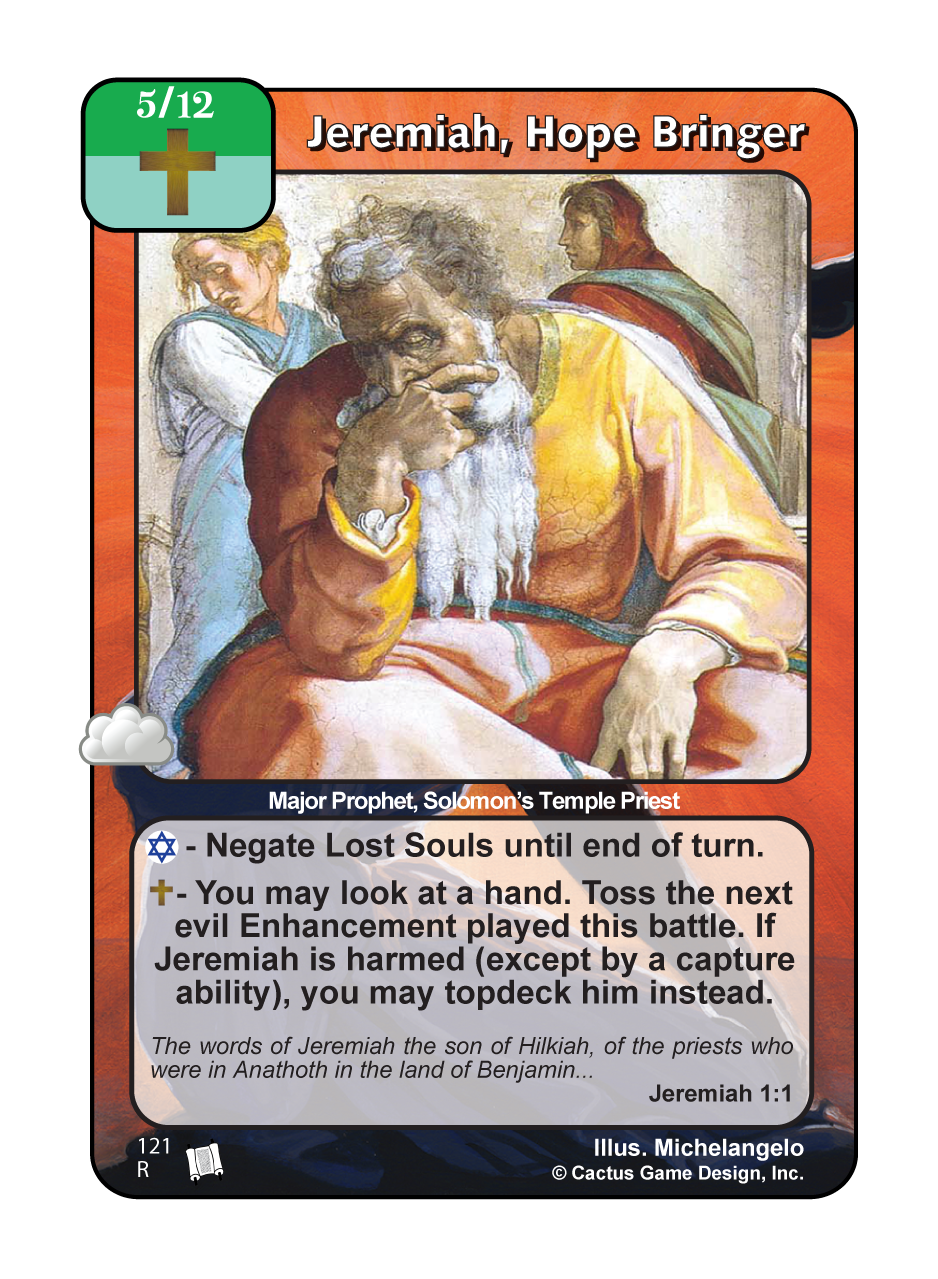 5/12
Jeremiah, Hope Bringer
Major Prophet, Solomon's Temple Priest
- Negate Lost Souls until end of turn.
- You may look at a hand. Toss the next
evil Enhancement played this battle. If
Jeremiah is harmed (except by a capture
ability), you may topdeck him instead.
The words of Jeremiah the son of Hilkiah, of the priests who
were in Anathoth in the land of Benjamin...
Jeremiah 1:1
121
R
Illus. Michelangelo
© Cactus Game Design, Inc.